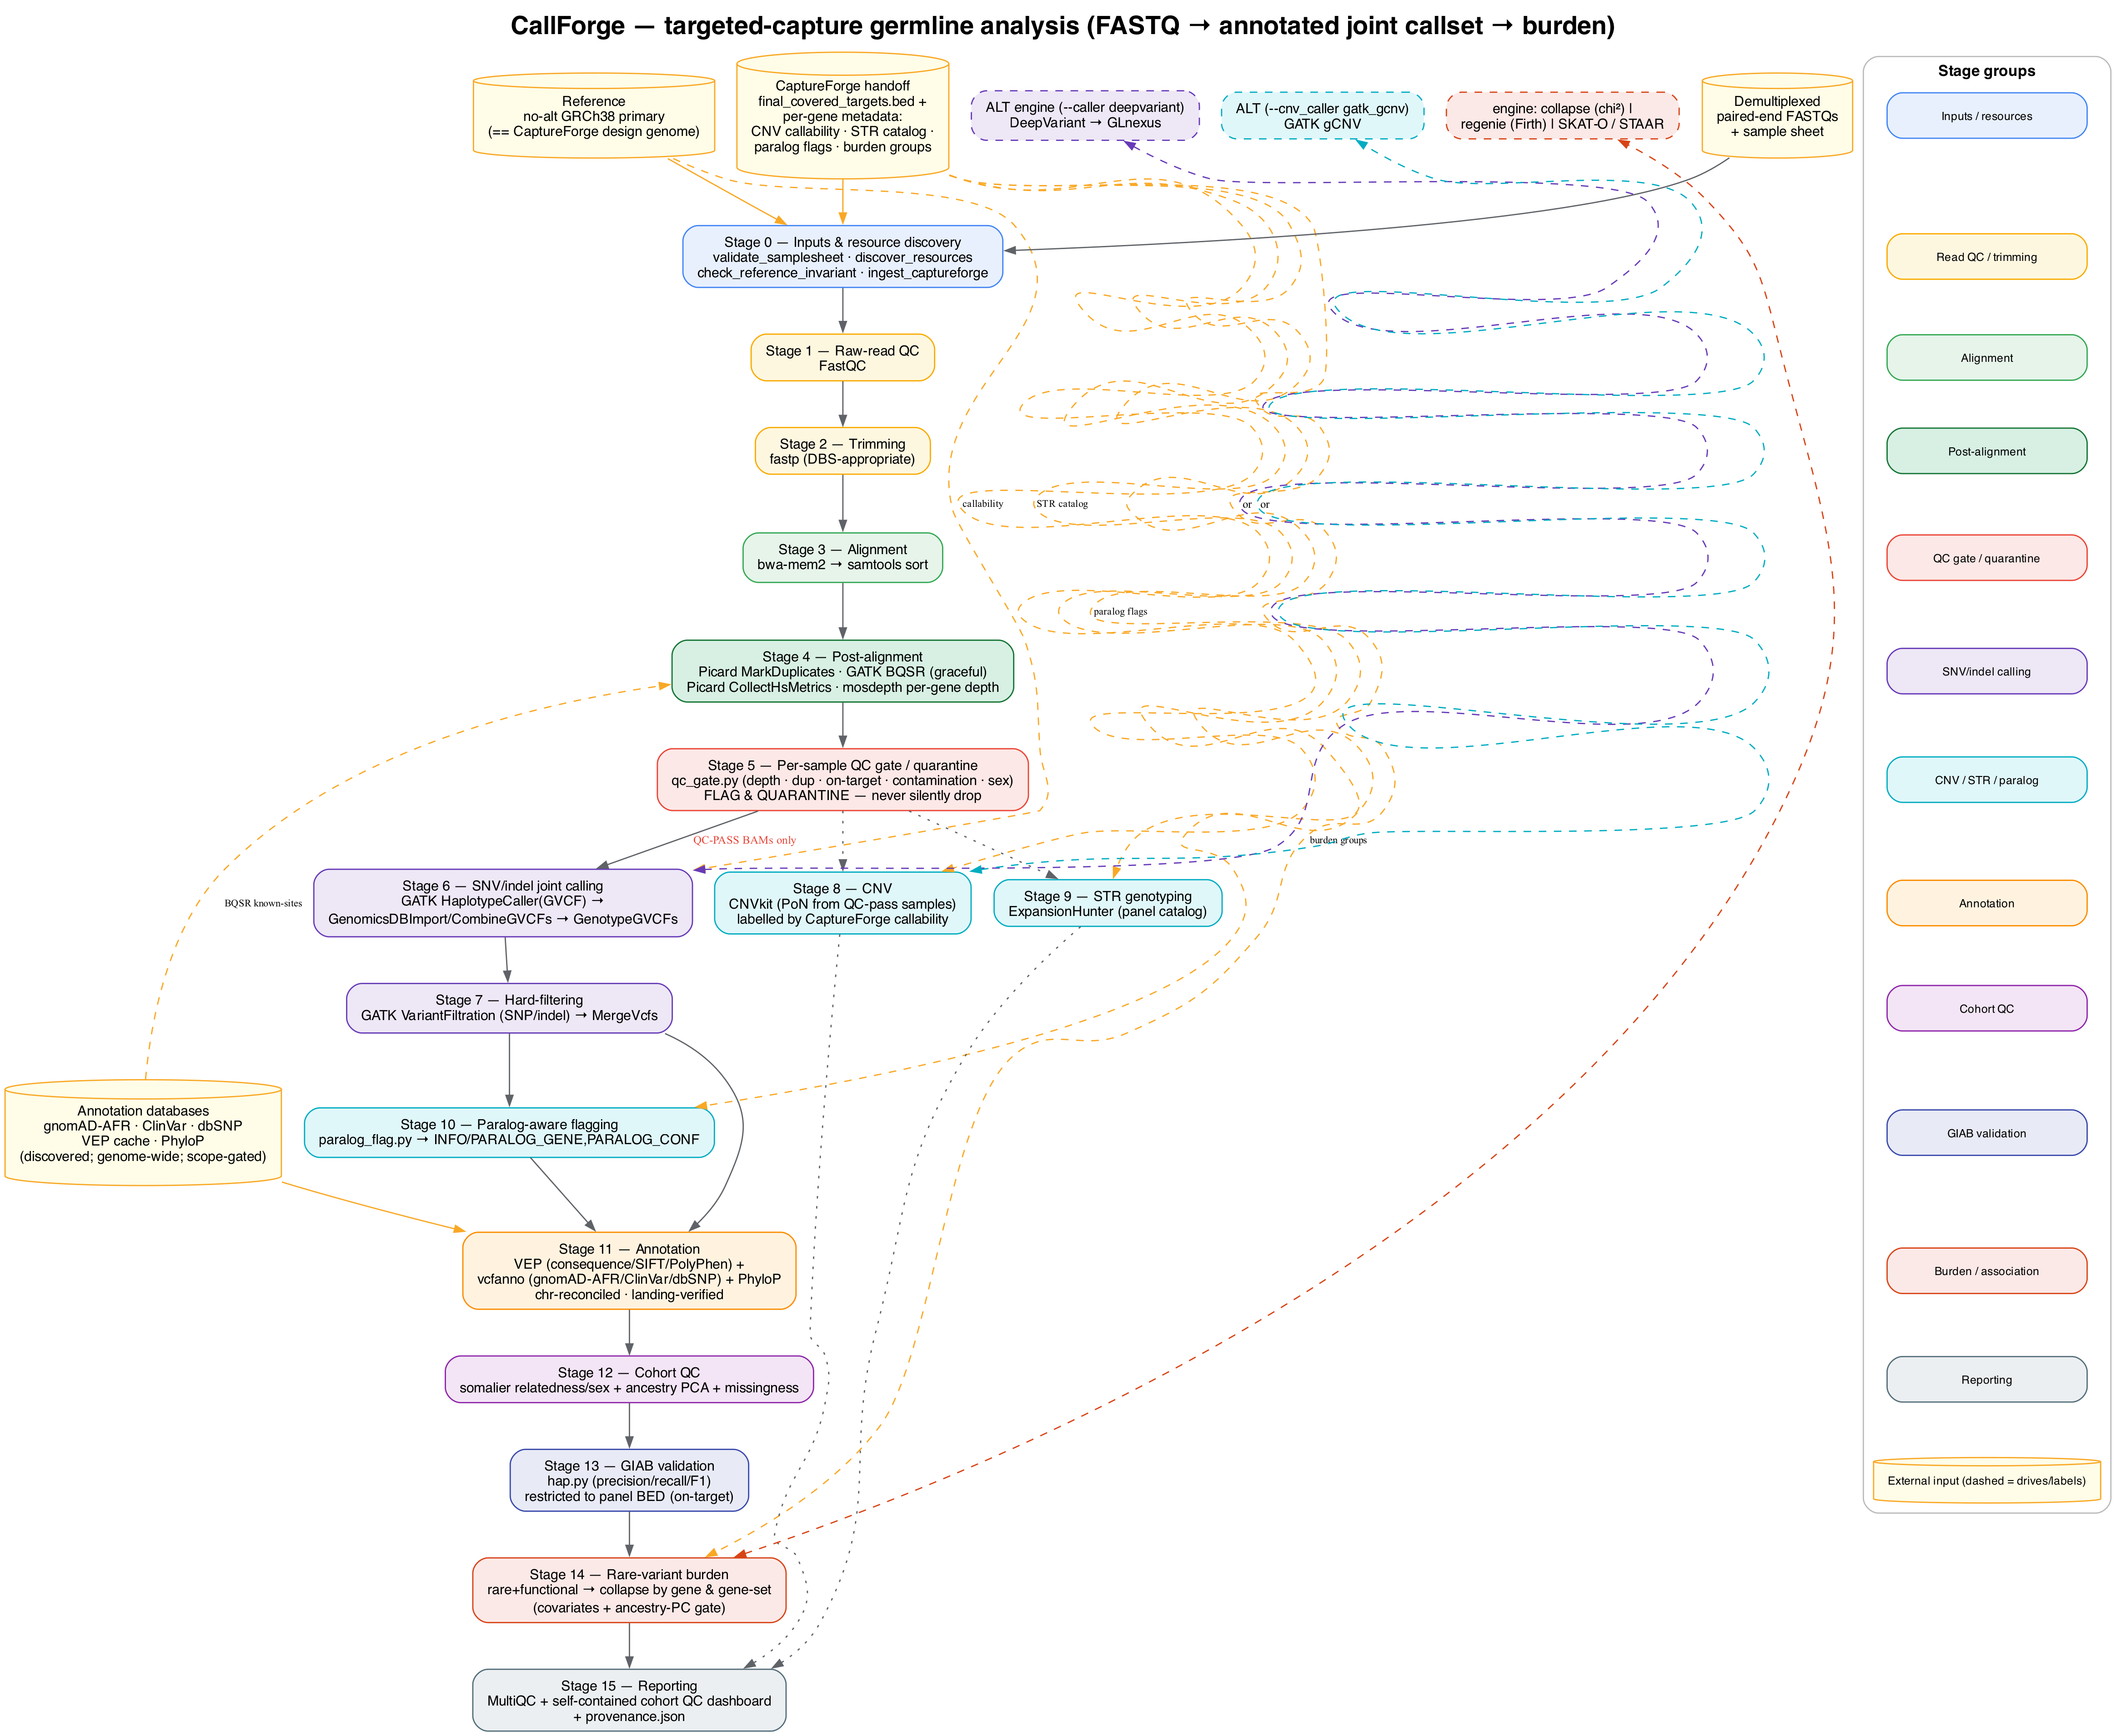 CallForge — targeted-capture germline analysis (FASTQ → annotated joint callset → burden)
Reference
no-alt GRCh38 primary
(== CaptureForge design genome)
CaptureForge handoff
final_covered_targets.bed +
per-gene metadata:
CNV callability · STR catalog ·
paralog flags · burden groups
ALT engine (--caller deepvariant)
DeepVariant → GLnexus
ALT (--cnv_caller gatk_gcnv)
GATK gCNV
engine: collapse (chi²) |
regenie (Firth) | SKAT-O / STAAR
Demultiplexed
paired-end FASTQs
+ sample sheet
Stage 0 — Inputs & resource discovery
validate_samplesheet · discover_resources
check_reference_invariant · ingest_captureforge
Stage 1 — Raw-read QC
FastQC
Stage 2 — Trimming
fastp (DBS-appropriate)
callability
STR catalog
or
or
Stage 3 — Alignment
bwa-mem2 → samtools sort
paralog flags
Stage 4 — Post-alignment
Picard MarkDuplicates · GATK BQSR (graceful)
Picard CollectHsMetrics · mosdepth per-gene depth
Stage 5 — Per-sample QC gate / quarantine
qc_gate.py (depth · dup · on-target · contamination · sex)
FLAG & QUARANTINE — never silently drop
QC-PASS BAMs only
burden groups
BQSR known-sites
Stage 6 — SNV/indel joint calling
GATK HaplotypeCaller(GVCF) →
GenomicsDBImport/CombineGVCFs → GenotypeGVCFs
Stage 8 — CNV
CNVkit (PoN from QC-pass samples)
labelled by CaptureForge callability
Stage 9 — STR genotyping
ExpansionHunter (panel catalog)
Stage 7 — Hard-filtering
GATK VariantFiltration (SNP/indel) → MergeVcfs
Annotation databases
gnomAD-AFR · ClinVar · dbSNP
VEP cache · PhyloP
(discovered; genome-wide; scope-gated)
Stage 10 — Paralog-aware flagging
paralog_flag.py → INFO/PARALOG_GENE,PARALOG_CONF
Stage 11 — Annotation
VEP (consequence/SIFT/PolyPhen) +
vcfanno (gnomAD-AFR/ClinVar/dbSNP) + PhyloP
chr-reconciled · landing-verified
Stage 12 — Cohort QC
somalier relatedness/sex + ancestry PCA + missingness
Stage 13 — GIAB validation
hap.py (precision/recall/F1)
restricted to panel BED (on-target)
Stage 14 — Rare-variant burden
rare+functional → collapse by gene & gene-set
(covariates + ancestry-PC gate)
Stage 15 — Reporting
MultiQC + self-contained cohort QC dashboard
+ provenance.json
Stage groups
Inputs / resources
Read QC / trimming
Alignment
Post-alignment
QC gate / quarantine
SNV/indel calling
CNV / STR / paralog
Annotation
Cohort QC
GIAB validation
Burden / association
Reporting
External input (dashed = drives/labels)